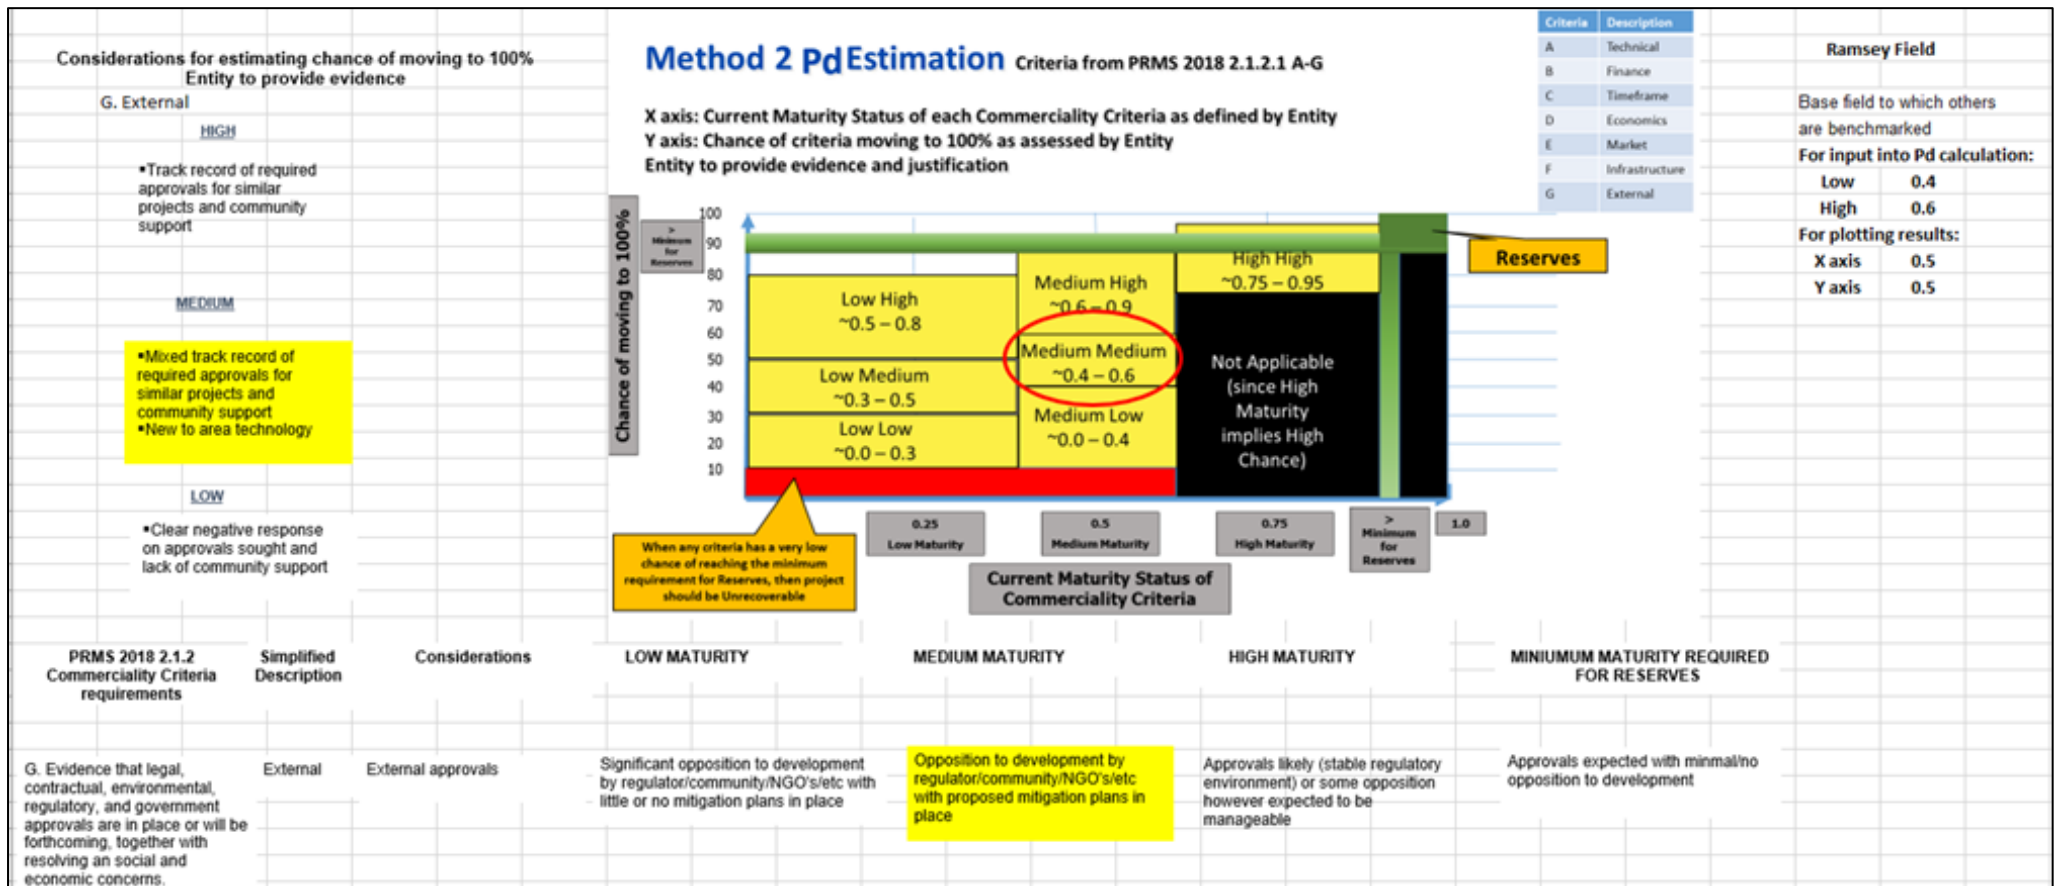 Considerations for estimating chance of moving to 100%
Entity to provide evidence
G. External
HIGH
▪Track record of required
approvals for similar
projects and community
support
MEDIUM
▪Mixed track record of
required approvals for
similar projects and
community support
▪New to area technology
LOW
▪Clear negative response
on approvals sought and
lack of community support
Method 2 Pd Estimation Criteria from PRMS 2018 2.1.2.1 A-G
X axis: Current Maturity Status of each Commerciality Criteria as defined by Entity
Y axis: Chance of criteria moving to 100% as assessed by Entity
Entity to provide evidence and justification
Criteria Description
A Technical
B Finance
C Timeframe
D Economics
E Market
F Infrastructure
G External
Ramsey Field
Base field to which others
are benchmarked
For input into Pd calculation:
Low 0.4
High 0.6
For plotting results:
X axis 0.5
Y axis 0.5
Chance of moving to 100%
>
Minimum
for
Reserves
100
90
80
70
60
50
40
30
20
10
Low High
~0.5 – 0.8
Low Medium
~0.3 – 0.5
Low Low
~0.0 – 0.3
Medium High
~0.6 – 0.9
Medium Medium
~0.4 – 0.6
Medium Low
~0.0 – 0.4
High High
~0.75 – 0.95
Not Applicable
(since High
Maturity
implies High
Chance)
Reserves
When any criteria has a very low
chance of reaching the minimum
requirement for Reserves, then project
should be Unrecoverable
0.25
Low Maturity
0.5
Medium Maturity
0.75
High Maturity
>
Minimum
for
Reserves
1.0
Current Maturity Status of
Commerciality Criteria
PRMS 2018 2.1.2
Commerciality Criteria
requirements
Simplified
Description
Considerations
LOW MATURITY
MEDIUM MATURITY
HIGH MATURITY
MINIUMUM MATURITY REQUIRED
FOR RESERVES
G. Evidence that legal,
contractual, environmental,
regulatory, and government
approvals are in place or will be
forthcoming, together with
resolving an social and
economic concerns.
External
External approvals
Significant opposition to development
by regulator/community/NGO's/etc with
little or no mitigation plans in place
Opposition to development by
regulator/community/NGO's/etc
with proposed mitigation plans in
place
Approvals likely (stable regulatory
environment) or some opposition
however expected to be
manageable
Approvals expected with minmal/no
opposition to development